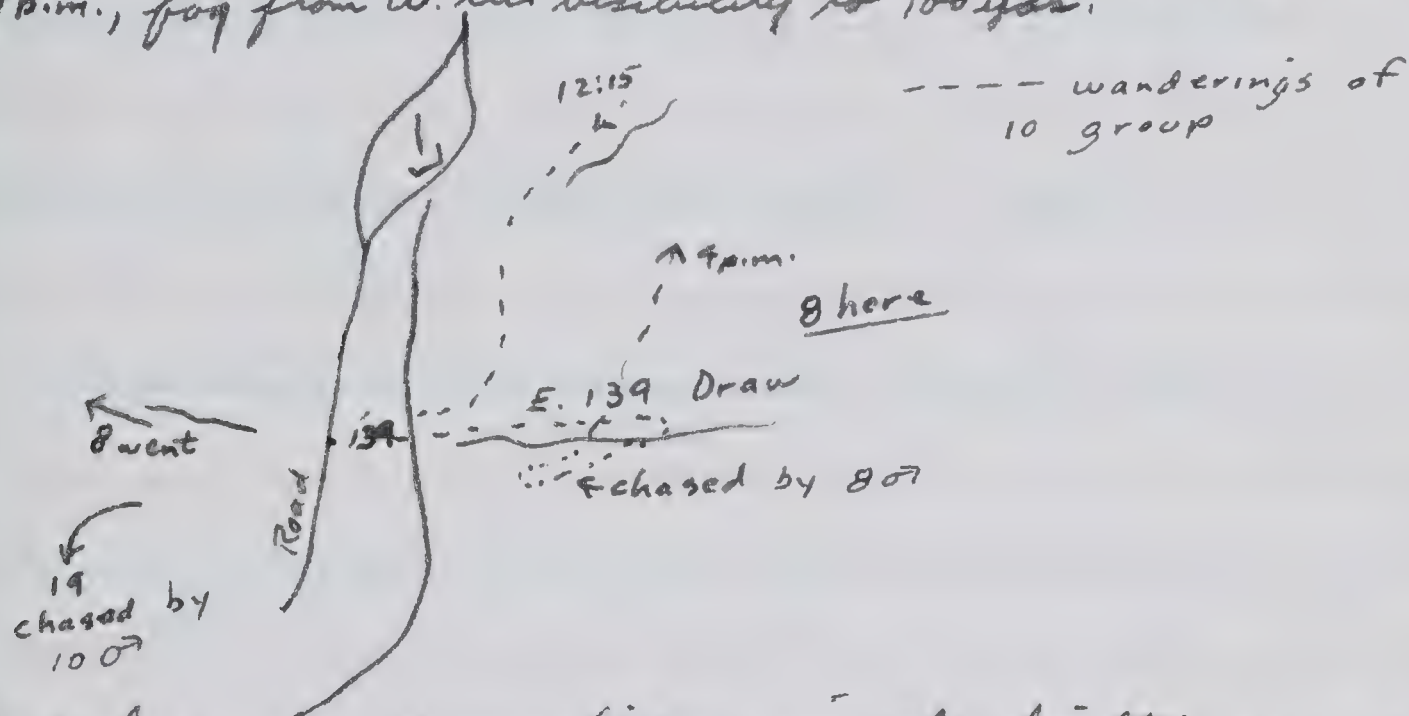 p.m., fog from W. cut visibility to 100 yds.
12:15
---- wanderings of
10 group
4 p.m.
8 here
E. 139 Draw
139
8 went
chased by 8♂
Road
19
chased by
10♂